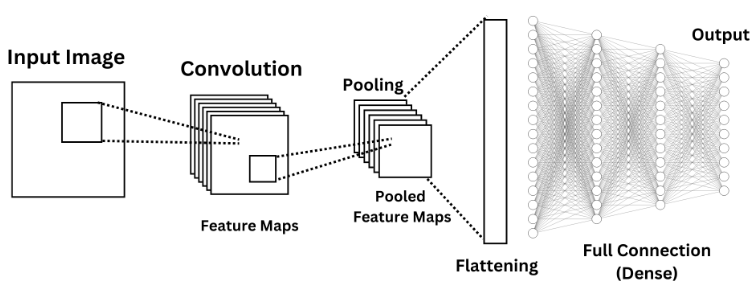 Input Image
Convolution
Feature Maps
Pooling
Pooled
Feature Maps
Flattening
Output
Full Connection
(Dense)